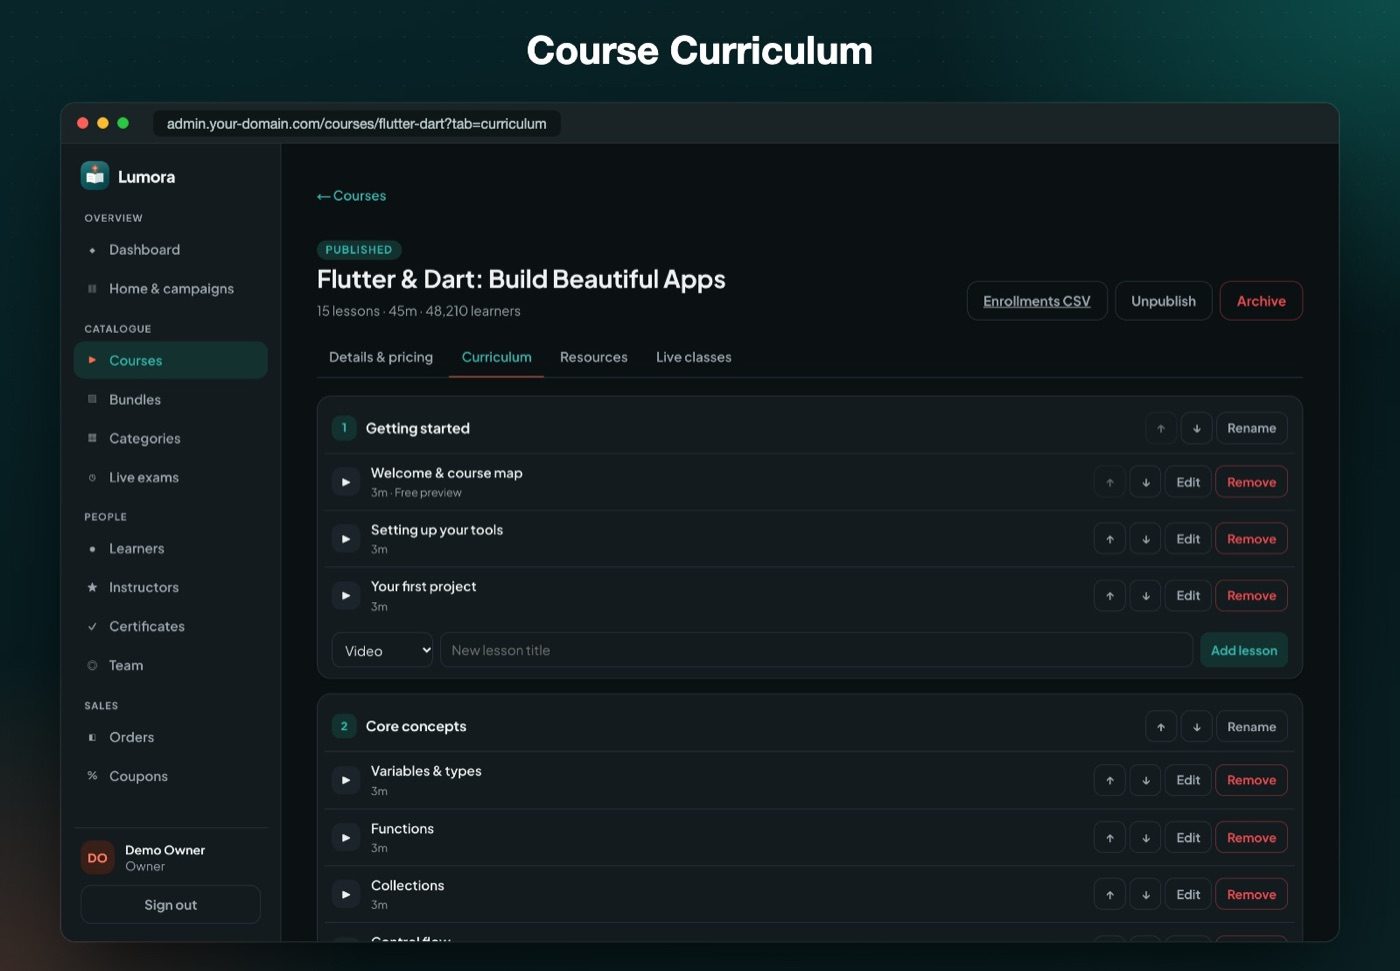 Course Curriculum
admin.your-domain.com/courses/flutter-dart?tab=curriculum
Lumora
OVERVIEW
Dashboard
Home & campaigns
CATALOGUE
Courses
Bundles
Categories
Live exams
PEOPLE
Learners
Instructors
Certificates
Team
SALES
Orders
% Coupons
DO
Demo Owner
Owner
Sign out
← Courses
PUBLISHED
Flutter & Dart: Build Beautiful Apps
15 lessons · 45m · 48,210 learners
Enrollments CSV Unpublish Archive
Details & pricing Curriculum Resources Live classes
1 Getting started ↑ ↓ Rename
Welcome & course map
3m · Free preview
↑ ↓ Edit Remove
Setting up your tools
3m
↑ ↓ Edit Remove
Your first project
3m
↑ ↓ Edit Remove
Video New lesson title Add lesson
2 Core concepts ↑ ↓ Rename
Variables & types
3m
↑ ↓ Edit Remove
Functions
3m
↑ ↓ Edit Remove
Collections
3m
↑ ↓ Edit Remove